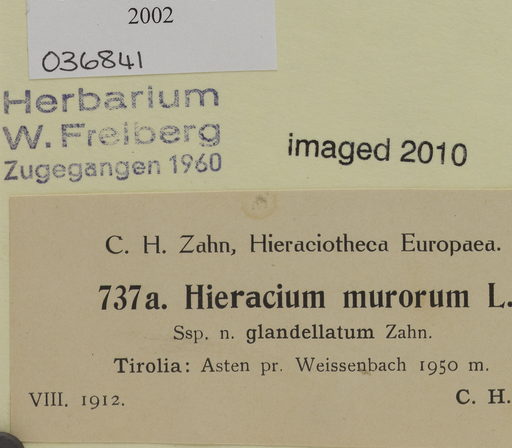 2002
036841
Herbarium
W. Freiberg
Zugegangen 1960
imaged 2010
C. H. Zahn, Hieraciotheca Europaea.
737a. Hieracium murorum L.
Ssp. n. glandellatum Zahn.
Tirolia: Asten pr. Weissenbach 1950 m.
VIII. 1912.
C. H.